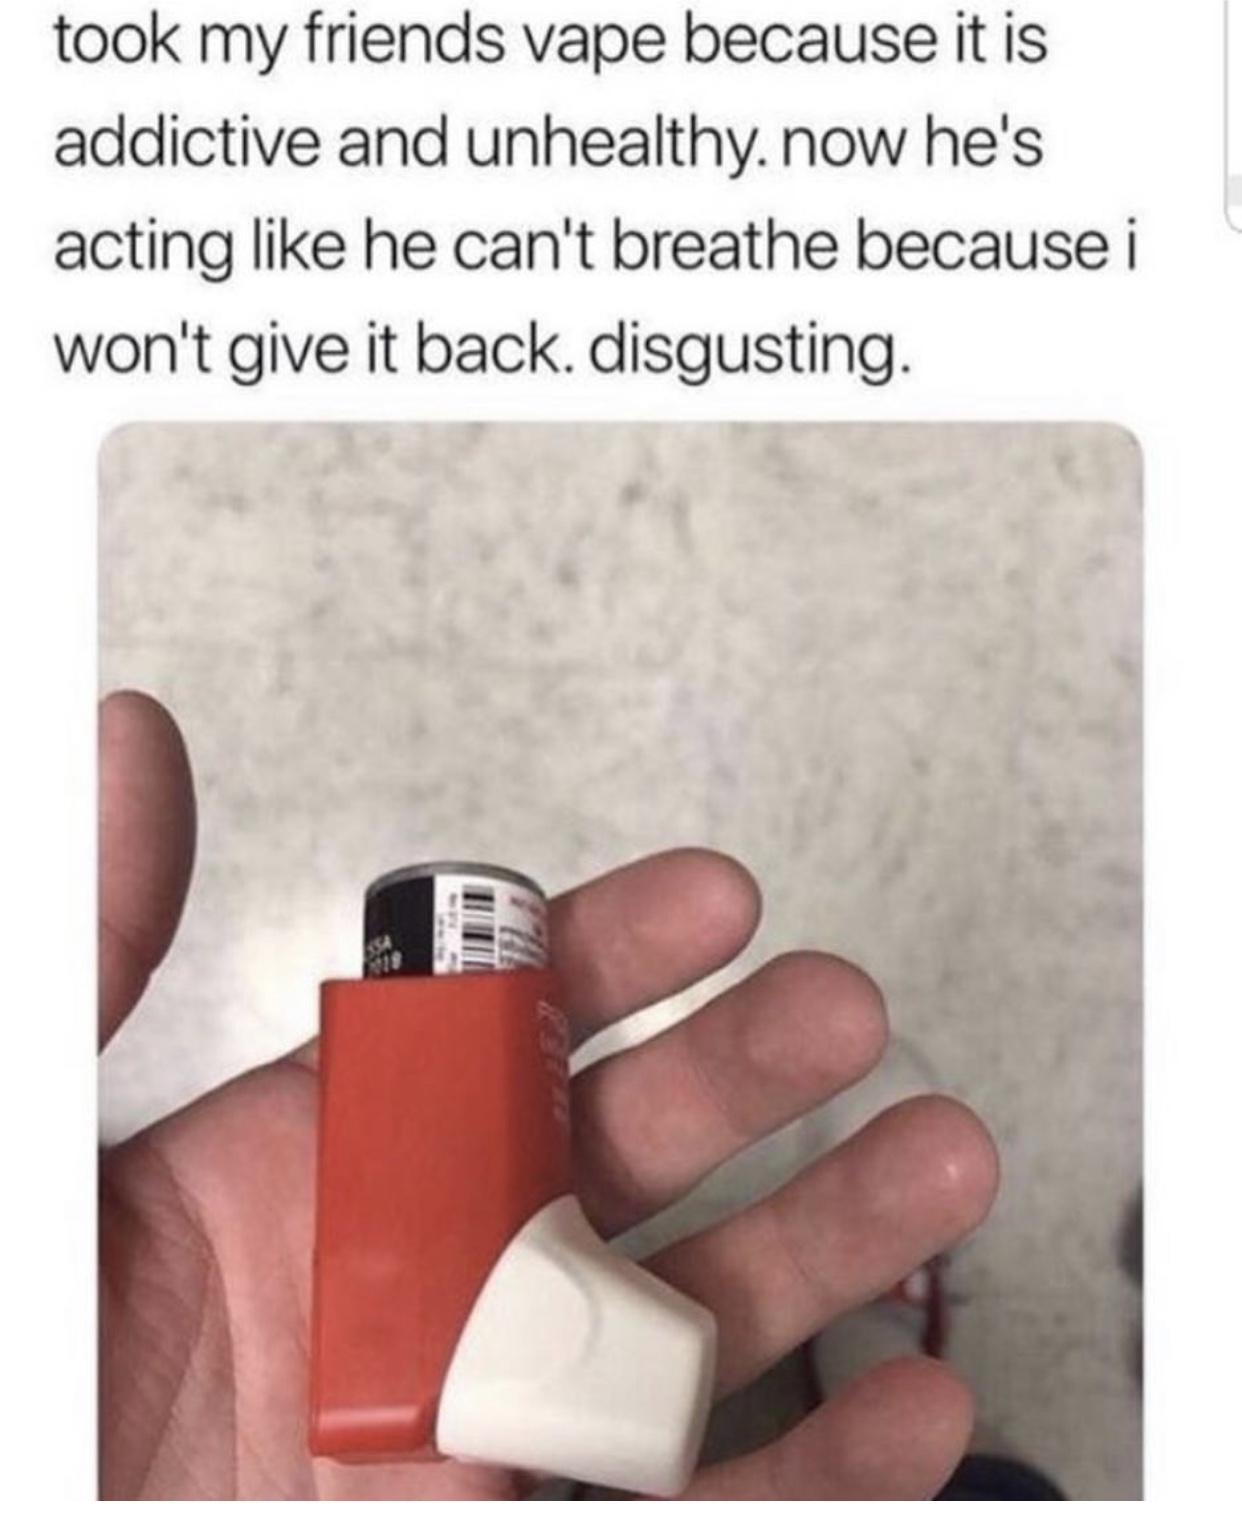 took my friends vape because it is
addictive and unhealthy. now he's
acting like he can't breathe because i
won't give it back. disgusting.